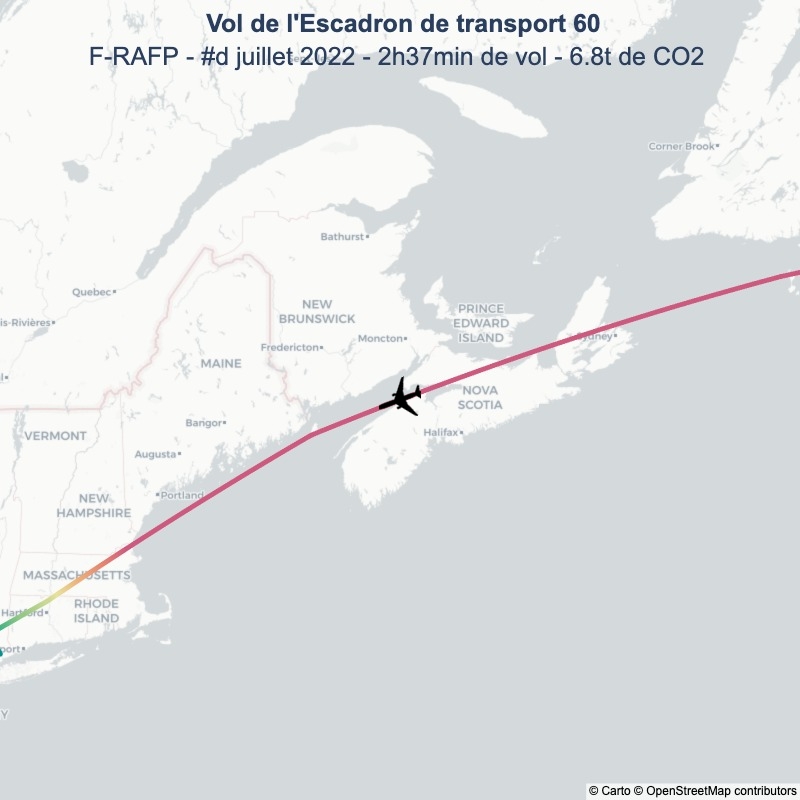 Vol de l'Escadron de transport 60
F-RAFP - #d juillet 2022 - 2h37min de vol - 6.8t de CO2
Corner Brook
Bathurst
Quebec
NEW
BRUNSWICK
PRINCE
EDWARD
ISLAND
is-Rivières
Moncton
Sydney
Fredericton
MAINE
NOVA
SCOTIA
Bangor
Halifax
VERMONT
Augusta
Portland
NEW
HAMPSHIRE
MASSACHUSETTS
Hartford
RHODE
ISLAND
port
Y
© Carto © OpenStreetMap contributors